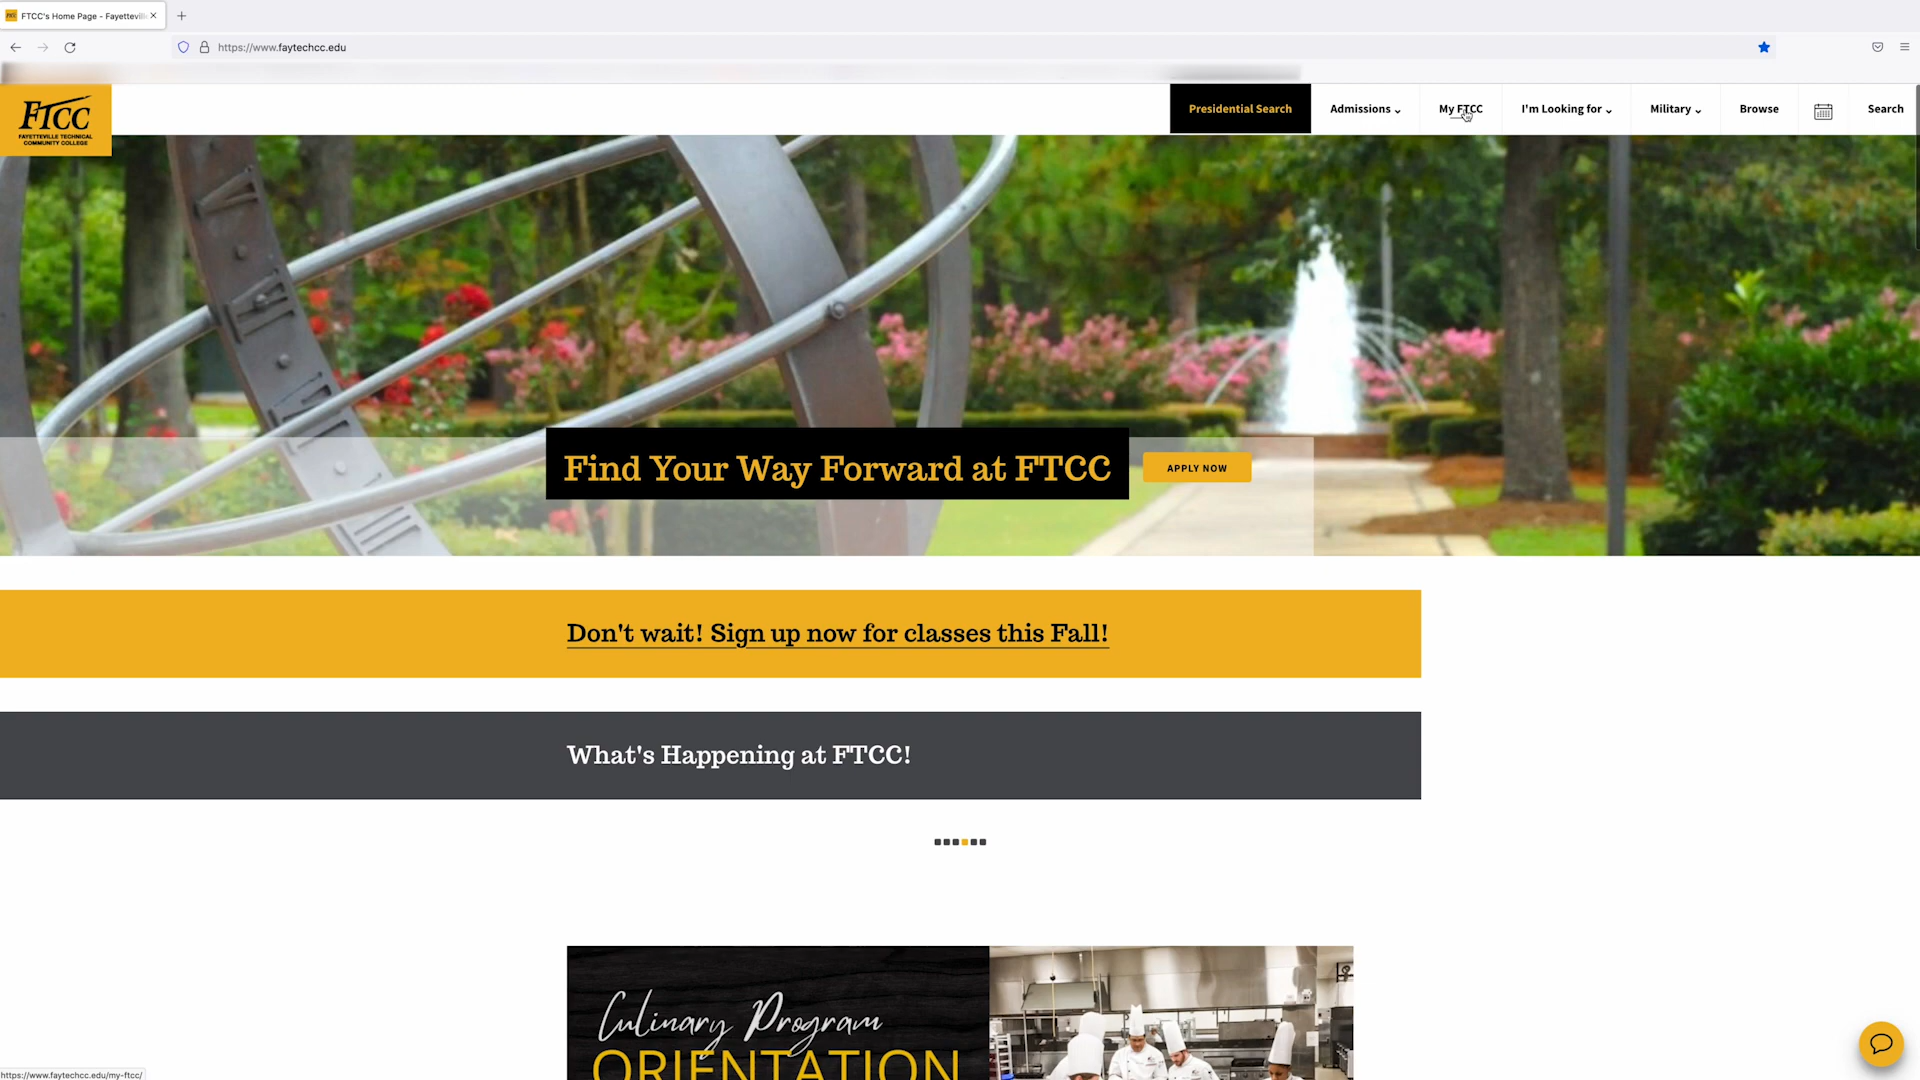 FTCC's Home Page - Fayettevill
https://www.faytechcc.edu
FTCC
FAYETTEVILLE TECHNICAL
COMMUNITY COLLEGE
Presidential Search
Admissions
My FTCC
I'm Looking for
Military
Browse
Search
Find Your Way Forward at FTCC
APPLY NOW
Don't wait! Sign up now for classes this Fall!
What's Happening at FTCC!
Culinary Program
ORIENTATION
https://www.faytechcc.edu/my-ftcc/